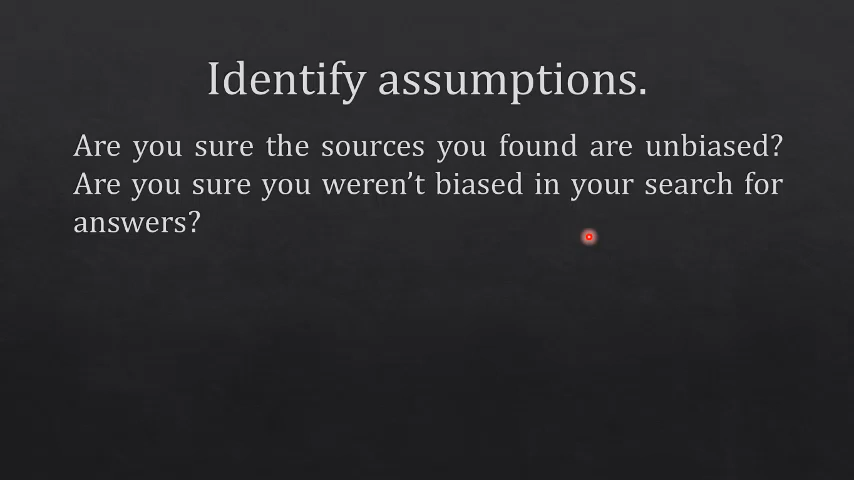 Identify assumptions.
Are you sure the sources you found are unbiased?
Are you sure you weren’t biased in your search for
answers?